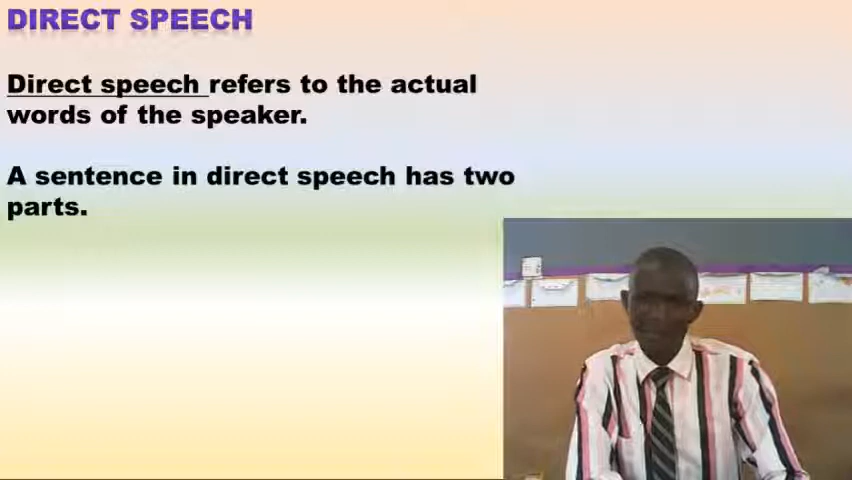 DIRECT SPEECH
Direct speech refers to the actual
words of the speaker.
A sentence in direct speech has two
parts.